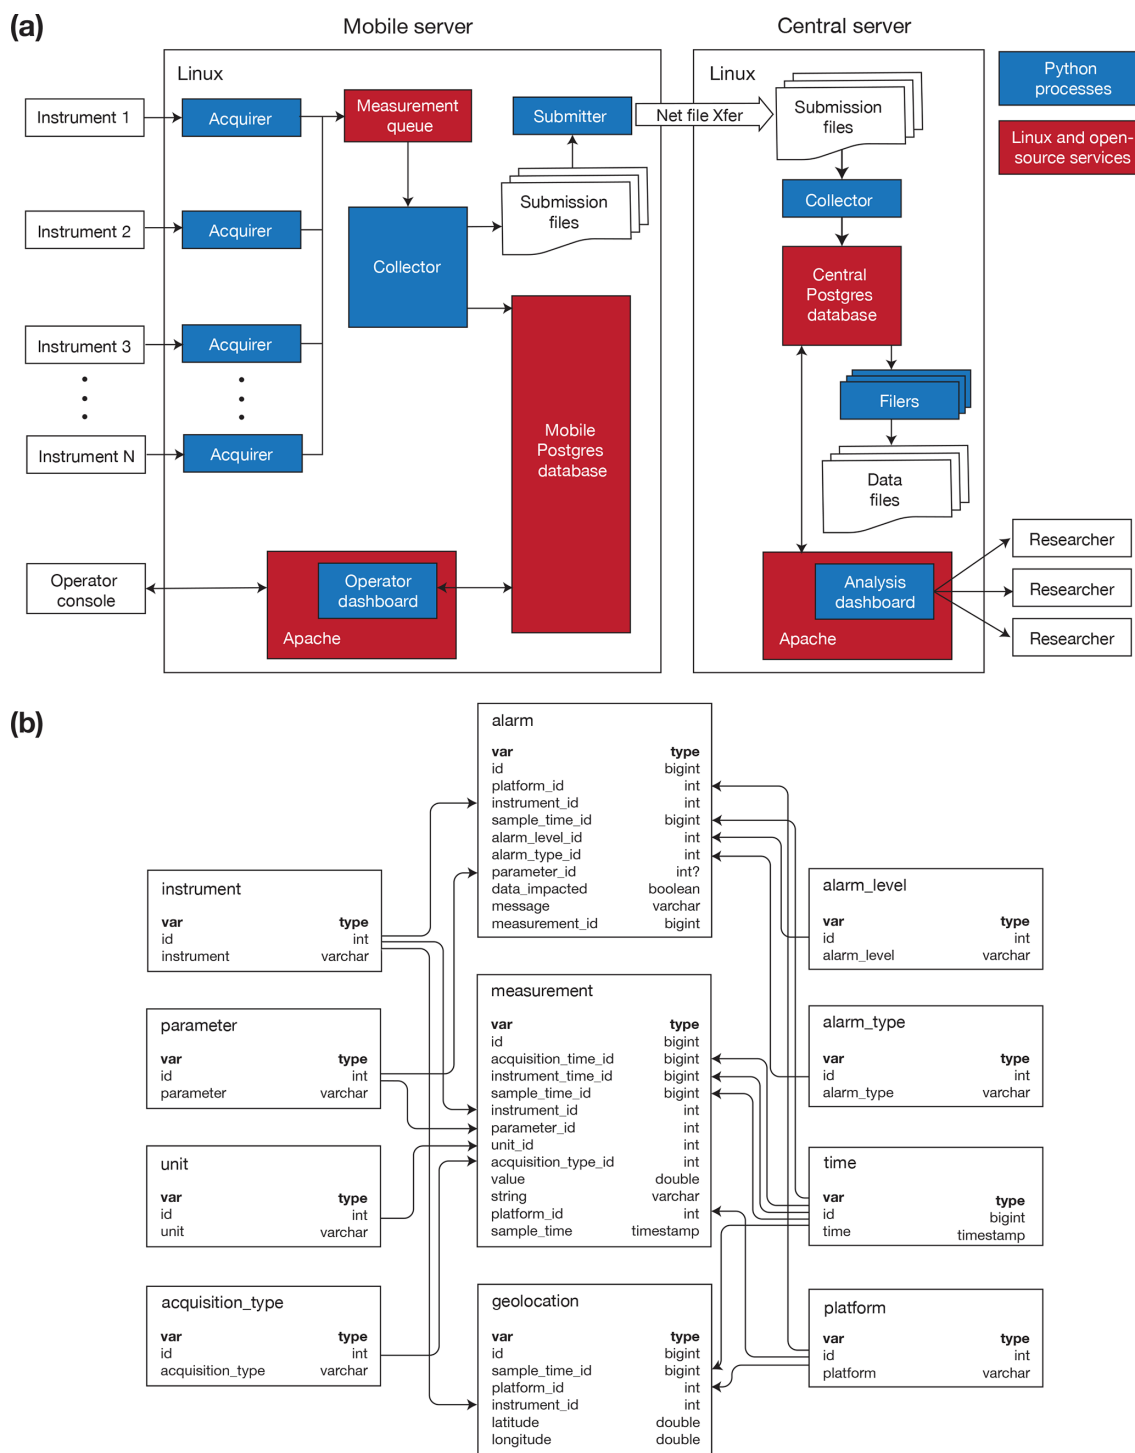 (a)
Mobile server
Central server
Linux
Linux
Python
processes
Linux and open-
source services
Instrument 1
Acquirer
Measurement
queue
Submitter
Net file Xfer
Submission
files
Instrument 2
Acquirer
Submission
files
Collector
Collector
Central
Postgres
database
Instrument 3
Acquirer
Filers
Instrument N
Acquirer
Mobile
Postgres
database
Data
files
Operator
console
Operator
dashboard
Apache
Analysis
dashboard
Apache
Researcher
Researcher
Researcher
(b)
alarm
var type
id bigint
platform_id int
instrument_id int
sample_time_id bigint
alarm_level_id int
alarm_type_id int
parameter_id int?
data_impacted boolean
message varchar
measurement_id bigint
instrument
var type
id int
instrument varchar
alarm_level
var type
id int
alarm_level varchar
measurement
var type
id bigint
acquisition_time_id bigint
instrument_time_id bigint
sample_time_id bigint
instrument_id int
parameter_id int
unit_id int
acquisition_type_id int
value double
string varchar
platform_id int
sample_time timestamp
parameter
var type
id int
parameter varchar
alarm_type
var type
id int
alarm_type varchar
unit
var type
id int
unit varchar
time
var type
id bigint
time timestamp
acquisition_type
var type
id int
acquisition_type varchar
geolocation
var type
id bigint
sample_time_id bigint
platform_id int
instrument_id int
latitude double
longitude double
platform
var type
id int
platform varchar